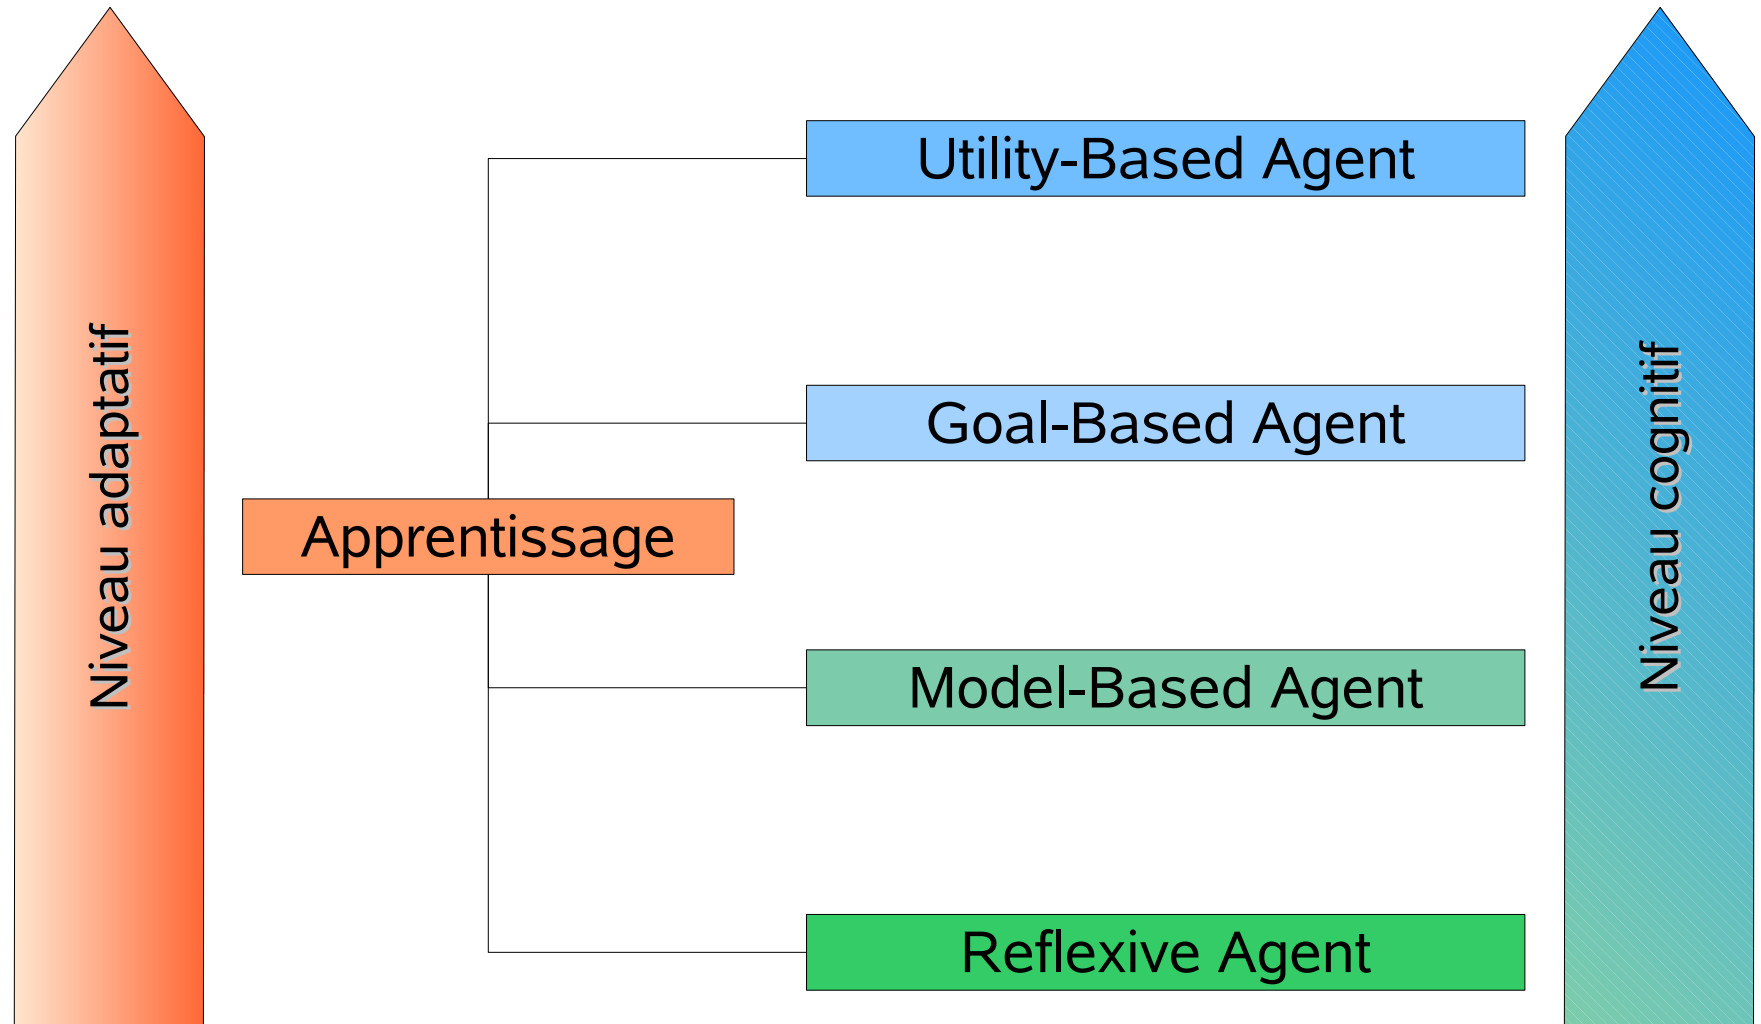 Niveau adaptatif
Utility-Based Agent
Goal-Based Agent
Apprentissage
Model-Based Agent
Reflexive Agent
Niveau cognitif